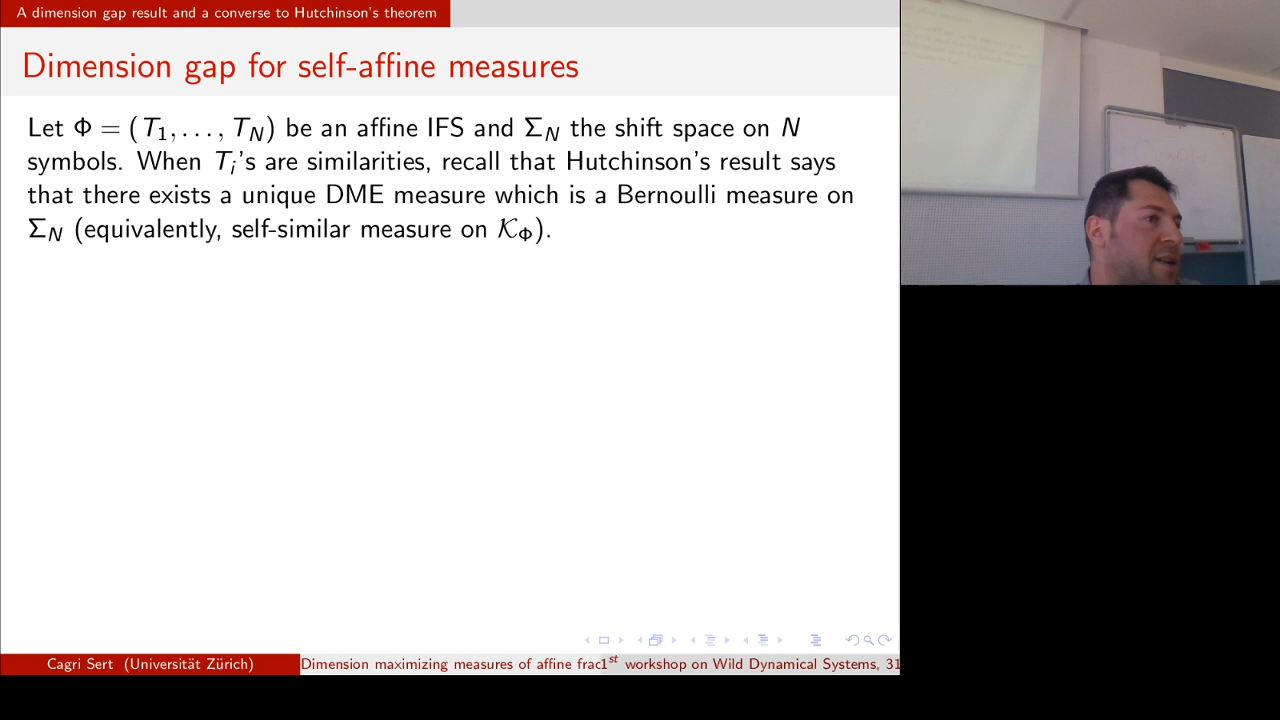 A dimension gap result and a converse to Hutchinson's theorem
Dimension gap for self-affine measures
Let Φ = (T₁, . . . , T_N) be an affine IFS and Σ_N the shift space on N
symbols. When T_i's are similarities, recall that Hutchinson's result says
that there exists a unique DME measure which is a Bernoulli measure on
Σ_N (equivalently, self-similar measure on 𝒦_Φ).
Cagri Sert (Universität Zürich)
Dimension maximizing measures of affine frac
1ˢᵗ workshop on Wild Dynamical Systems, 31